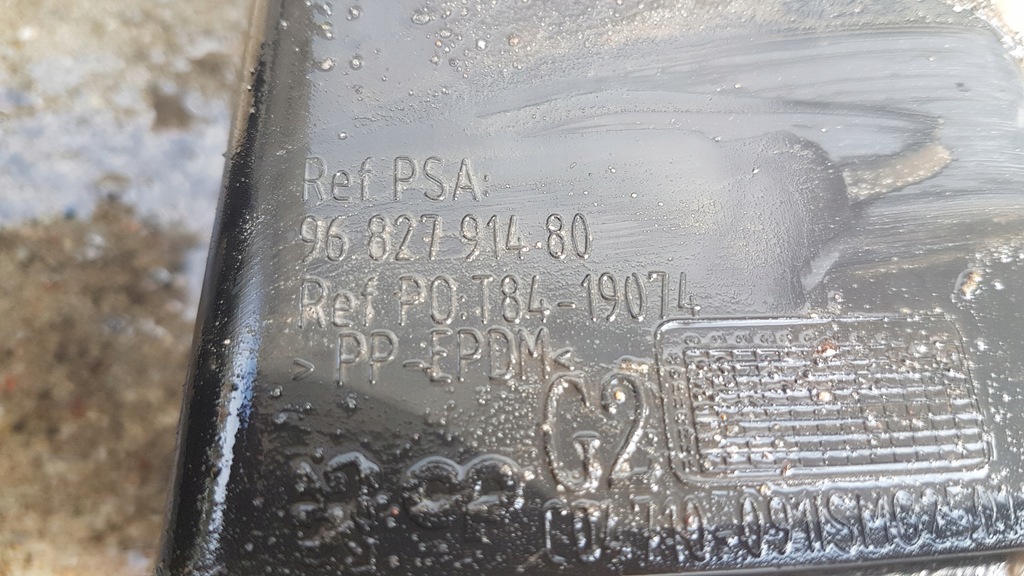 Ref PSA:
96 827 914 80
Ref PO.T84-19074
> PP-EPDM<
G2